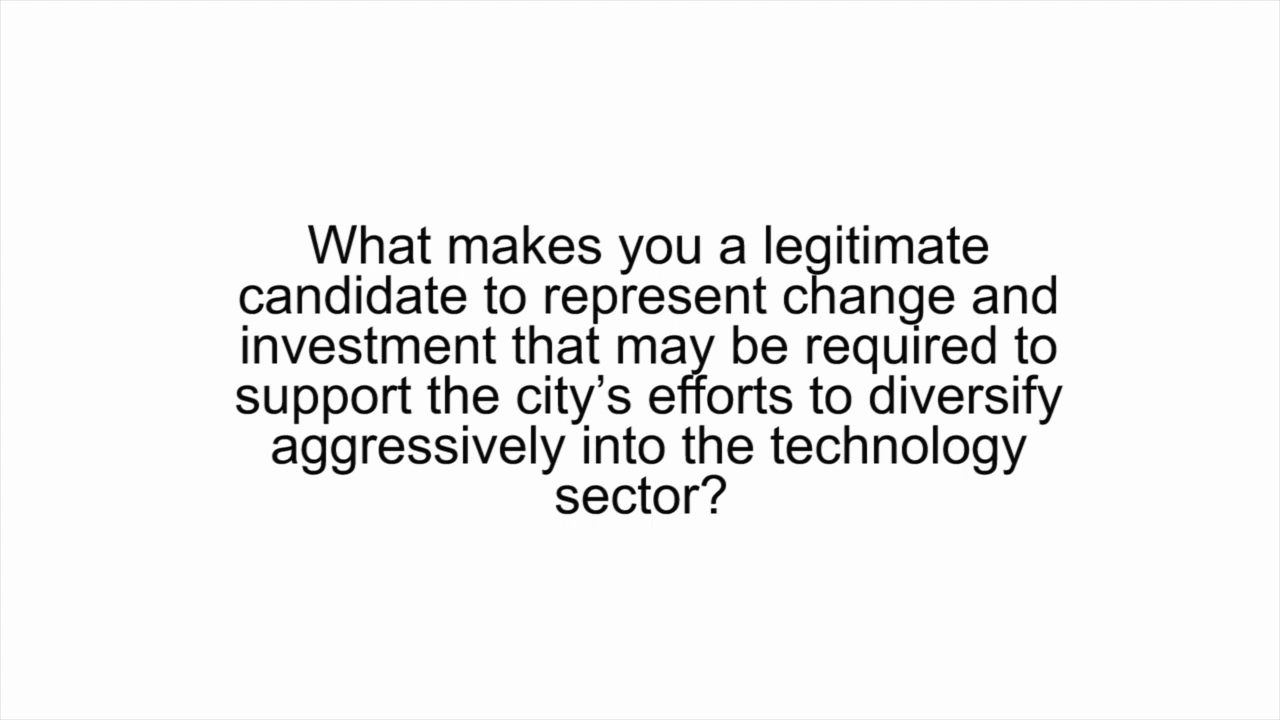 What makes you a legitimate
candidate to represent change and
investment that may be required to
support the city’s efforts to diversify
aggressively into the technology
sector?